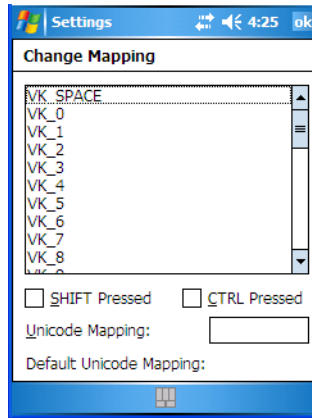 Settings 4:25 ok
Change Mapping
VK_SPACE
VK_0
VK_1
VK_2
VK_3
VK_4
VK_5
VK_6
VK_7
VK_8
SHIFT Pressed CTRL Pressed
Unicode Mapping:
Default Unicode Mapping: